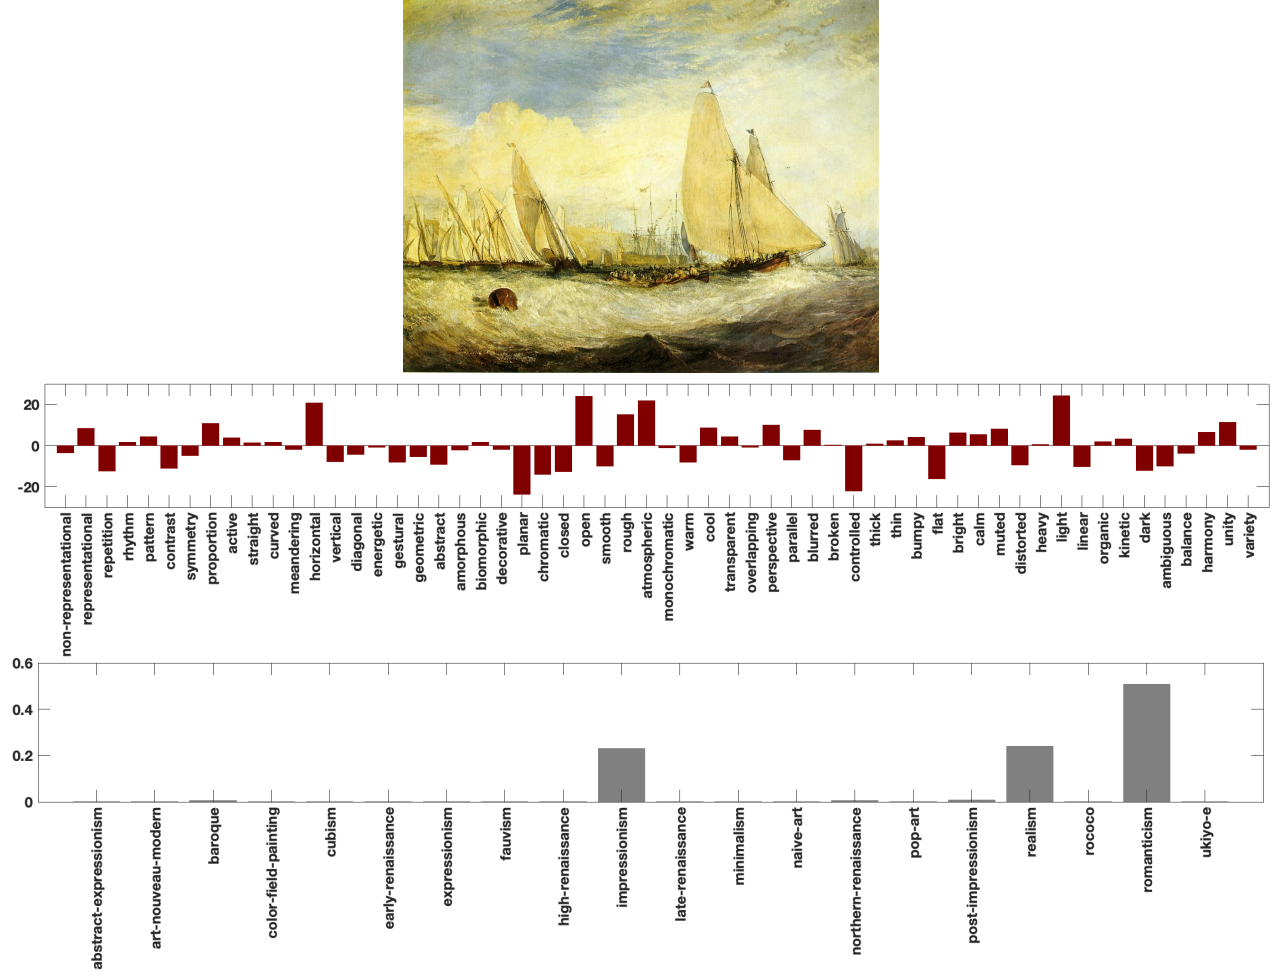 20
0
-20
non-representational
representational
repetition
rhythm
pattern
contrast
symmetry
proportion
active
straight
curved
meandering
horizontal
vertical
diagonal
energetic
gestural
geometric
abstract
amorphous
biomorphic
decorative
planar
chromatic
closed
open
smooth
rough
atmospheric
monochromatic
warm
cool
transparent
overlapping
perspective
parallel
blurred
broken
controlled
thick
thin
bumpy
flat
bright
calm
muted
distorted
heavy
light
linear
organic
kinetic
dark
ambiguous
balance
harmony
unity
variety
0.6
0.4
0.2
0
abstract-expressionism
art-nouveau-modern
baroque
color-field-painting
cubism
early-renaissance
expressionism
fauvism
high-renaissance
impressionism
late-renaissance
minimalism
naive-art
northern-renaissance
pop-art
post-impressionism
realism
rococo
romanticism
ukiyo-e